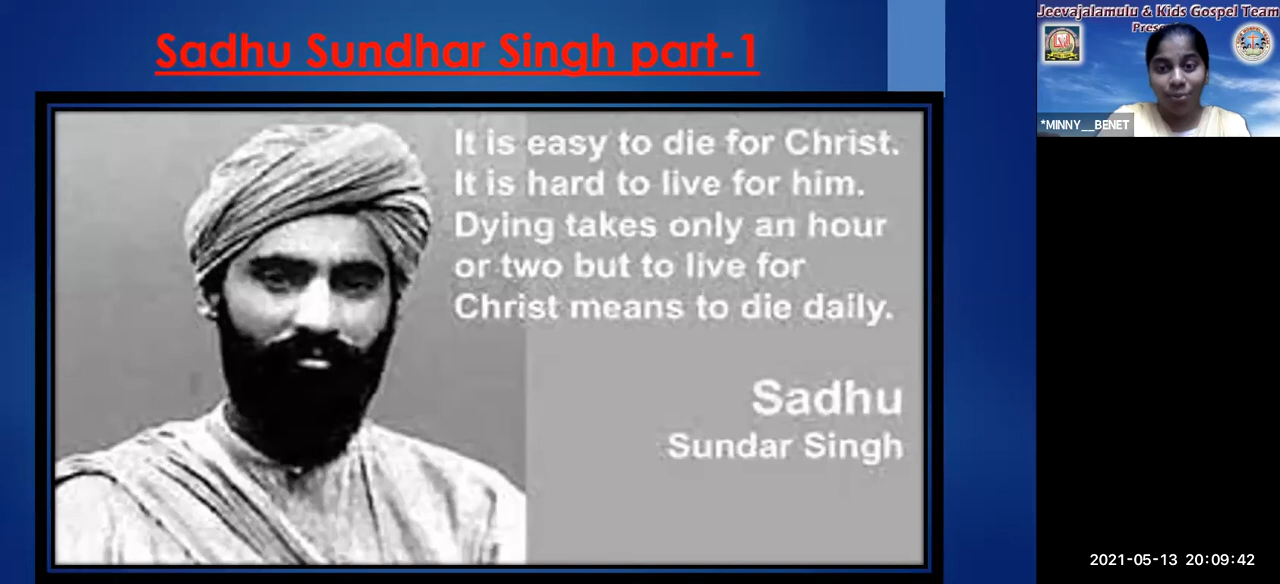 Sadhu Sundhar Singh part-1
It is easy to die for Christ.
It is hard to live for him.
Dying takes only an hour
or two but to live for
Christ means to die daily.
Sadhu
Sundar Singh
Jeevajalamulu & Kids Gospel Team
*MINNY__BENET
2021-05-13 20:09:42